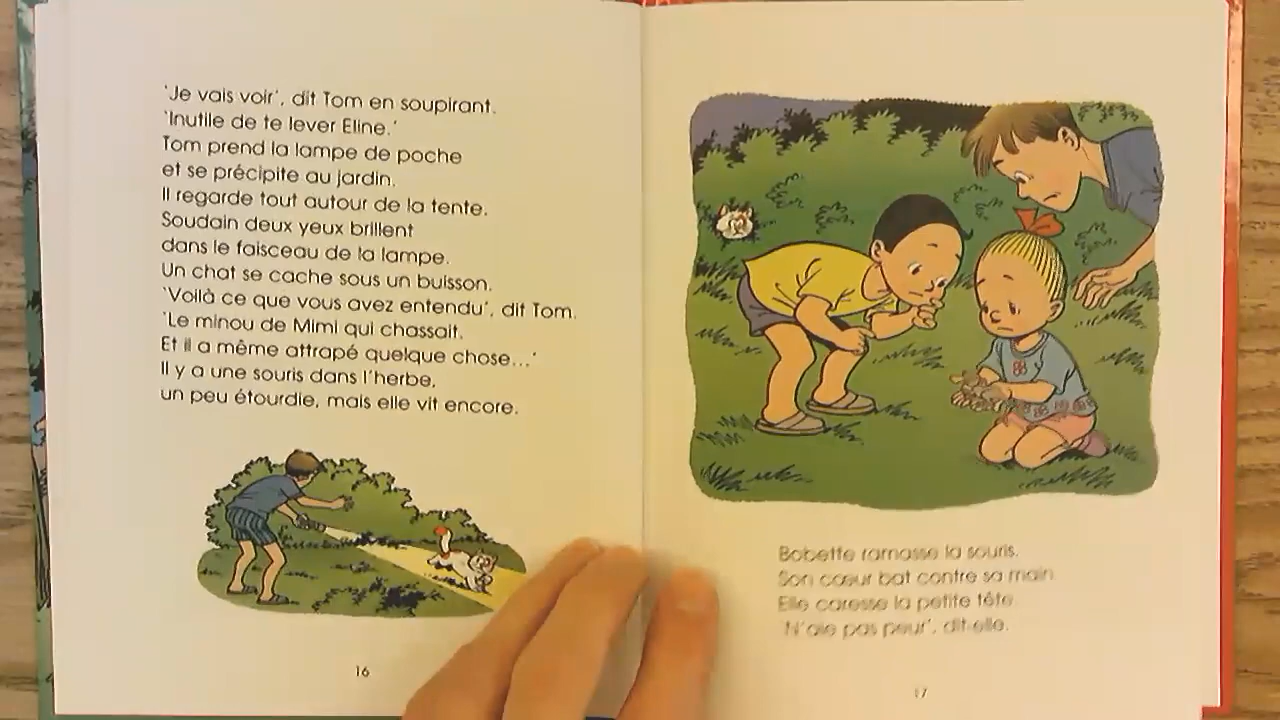 'Je vais voir', dit Tom en soupirant.
'Inutile de te lever Eline.'
Tom prend la lampe de poche
et se précipite au jardin.
Il regarde tout autour de la tente.
Soudain deux yeux brillent
dans le faisceau de la lampe.
Un chat se cache sous un buisson.
'Voilà ce que vous avez entendu', dit Tom.
'Le minou de Mimi qui chassait.
Et il a même attrapé quelque chose...'
Il y a une souris dans l'herbe,
un peu étourdie, mais elle vit encore.
16
Bobette ramasse la souris.
Son cœur bat contre sa main.
Elle caresse la petite tête.
'N'aie pas peur', dit-elle.
17